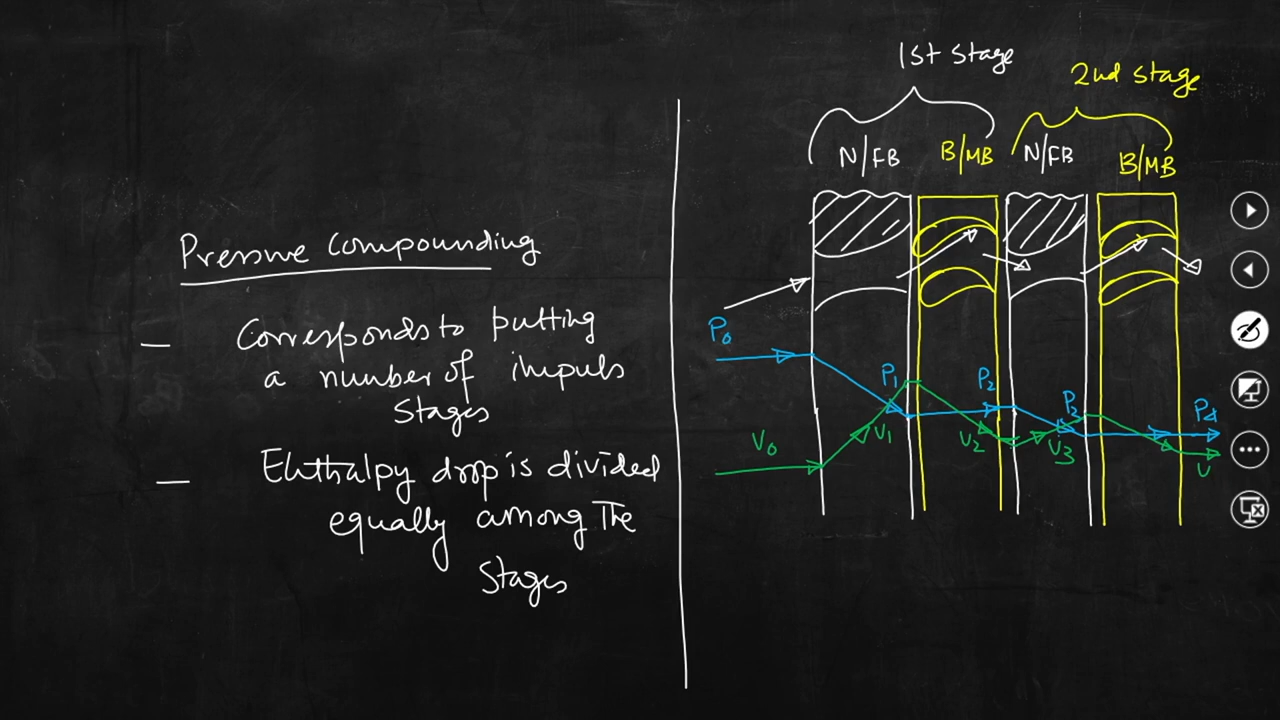 Pressure Compounding
— Corresponds to putting
a number of impuls
stages
— Enthalpy drop is divided
equally among The
stages
1st stage
2nd stage
N/FB B/MB N/FB B/MB
P₀ P₁ P₂ P₃ P₄
V₀ V₁ V₂ V₃ V